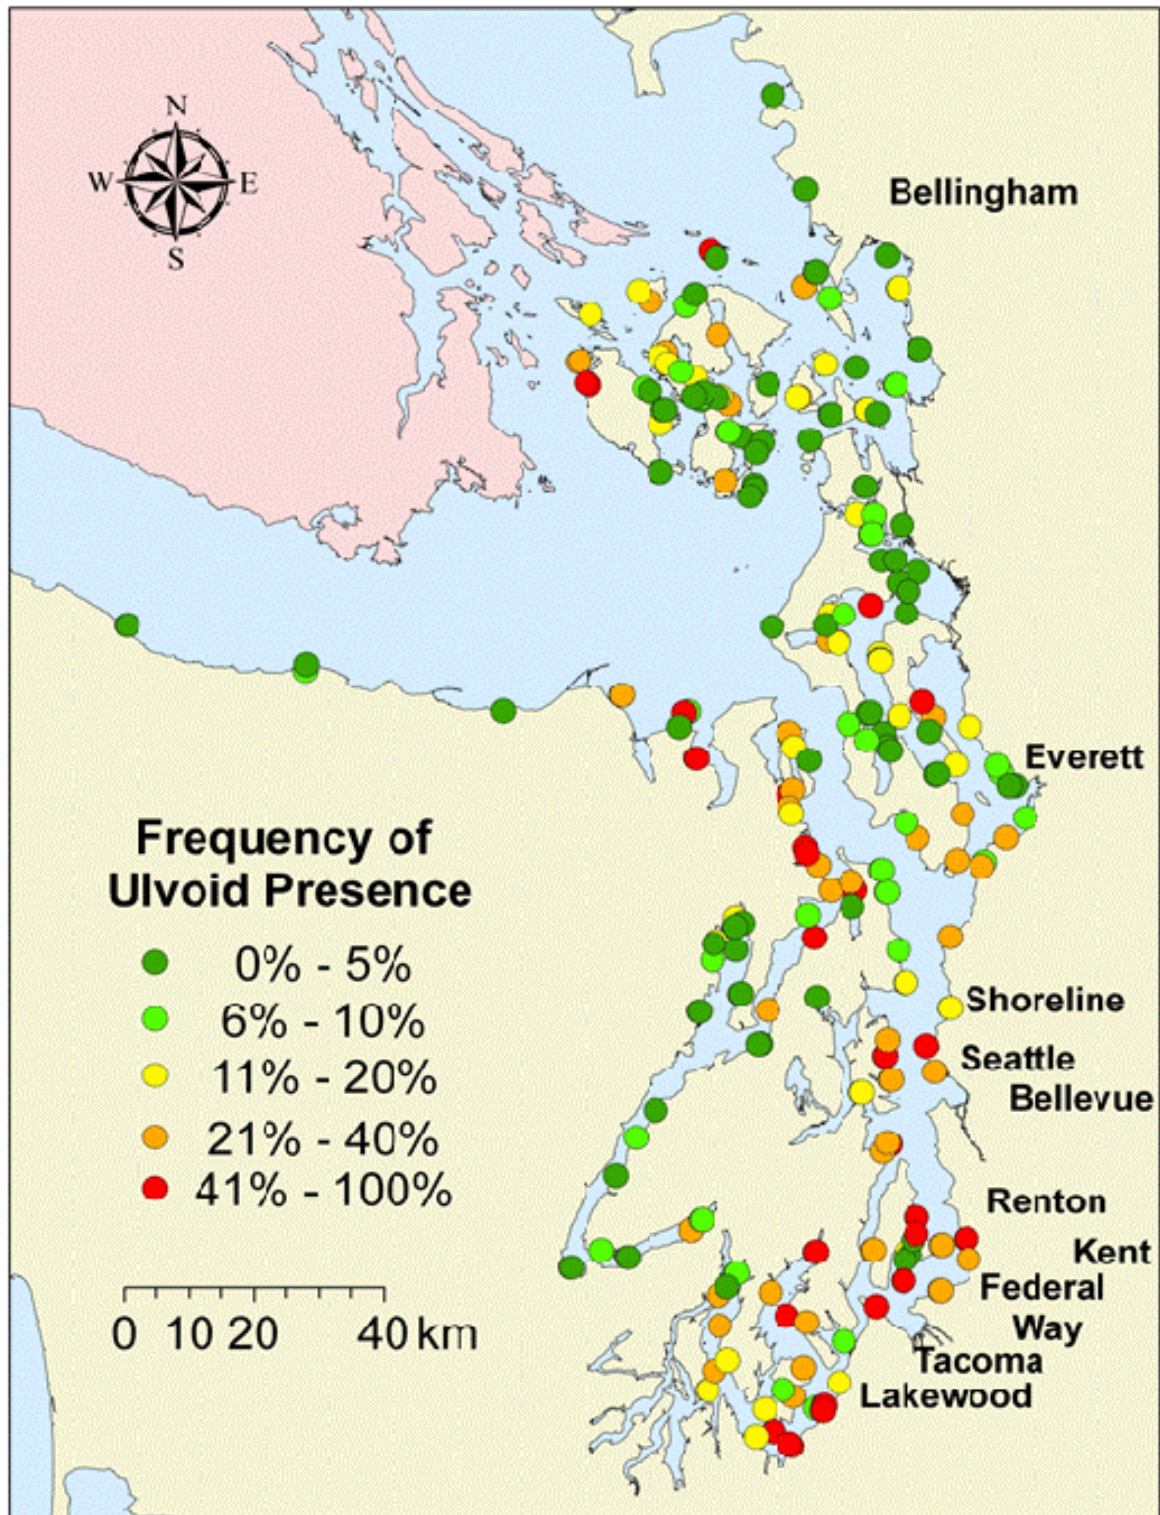 N
W E
S
Bellingham
Everett
Frequency of
Ulvoid Presence
0% - 5%
6% - 10%
11% - 20%
21% - 40%
41% - 100%
Shoreline
Seattle
Bellevue
Renton
Kent
Federal
Way
Tacoma
Lakewood
0 10 20 40 km